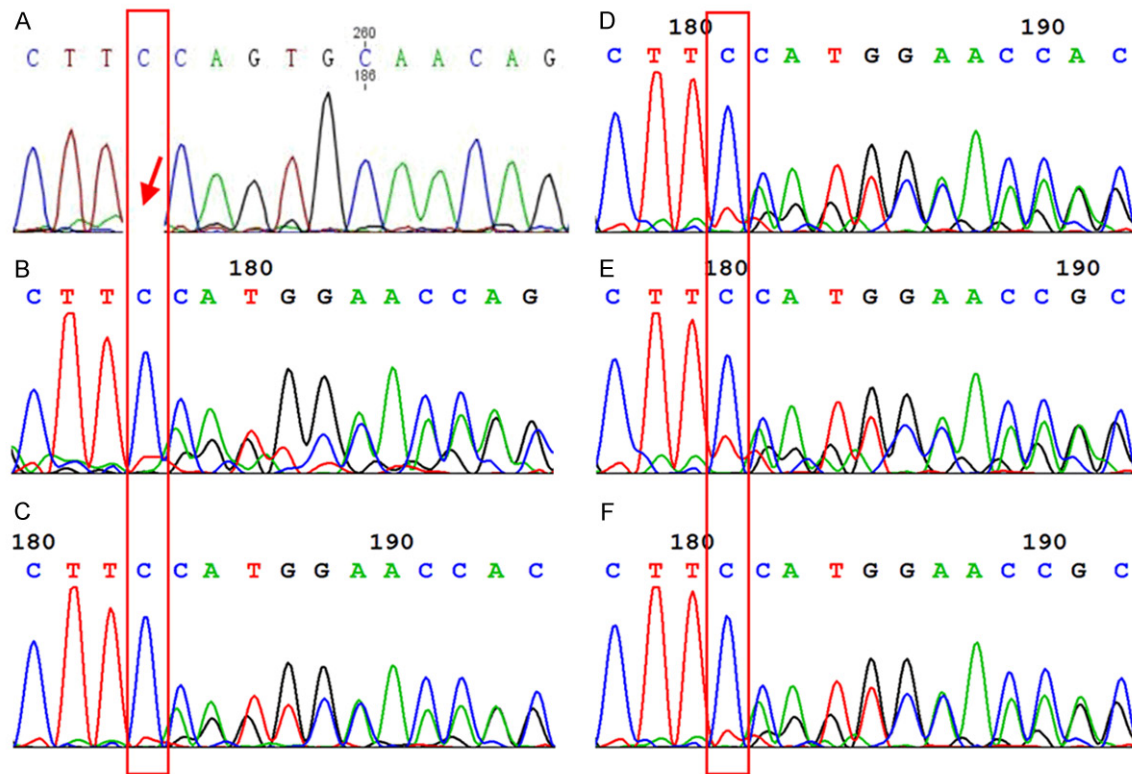 A
260
C T T C C A G T G C A A C A G
186
B
180
C T T C C A T G G A A C C A G
C
180 190
C T T C C A T G G A A C C A C
D
180 190
C T T C C A T G G A A C C A C
E
180 190
C T T C C A T G G A A C C G C
F
180 190
C T T C C A T G G A A C C G C